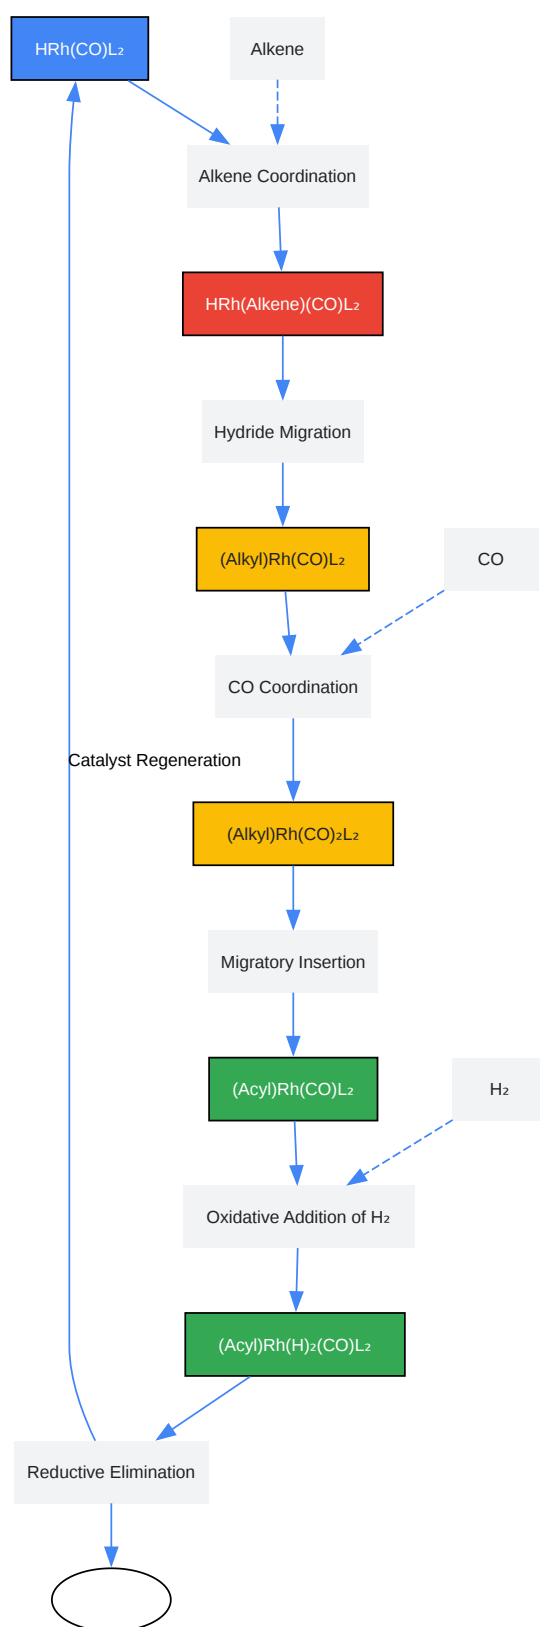 HRh(CO)L₂
Alkene
Alkene Coordination
HRh(Alkene)(CO)L₂
Hydride Migration
(Alkyl)Rh(CO)L₂
CO
CO Coordination
Catalyst Regeneration
(Alkyl)Rh(CO)₂L₂
Migratory Insertion
(Acyl)Rh(CO)L₂
H₂
Oxidative Addition of H₂
(Acyl)Rh(H)₂(CO)L₂
Reductive Elimination